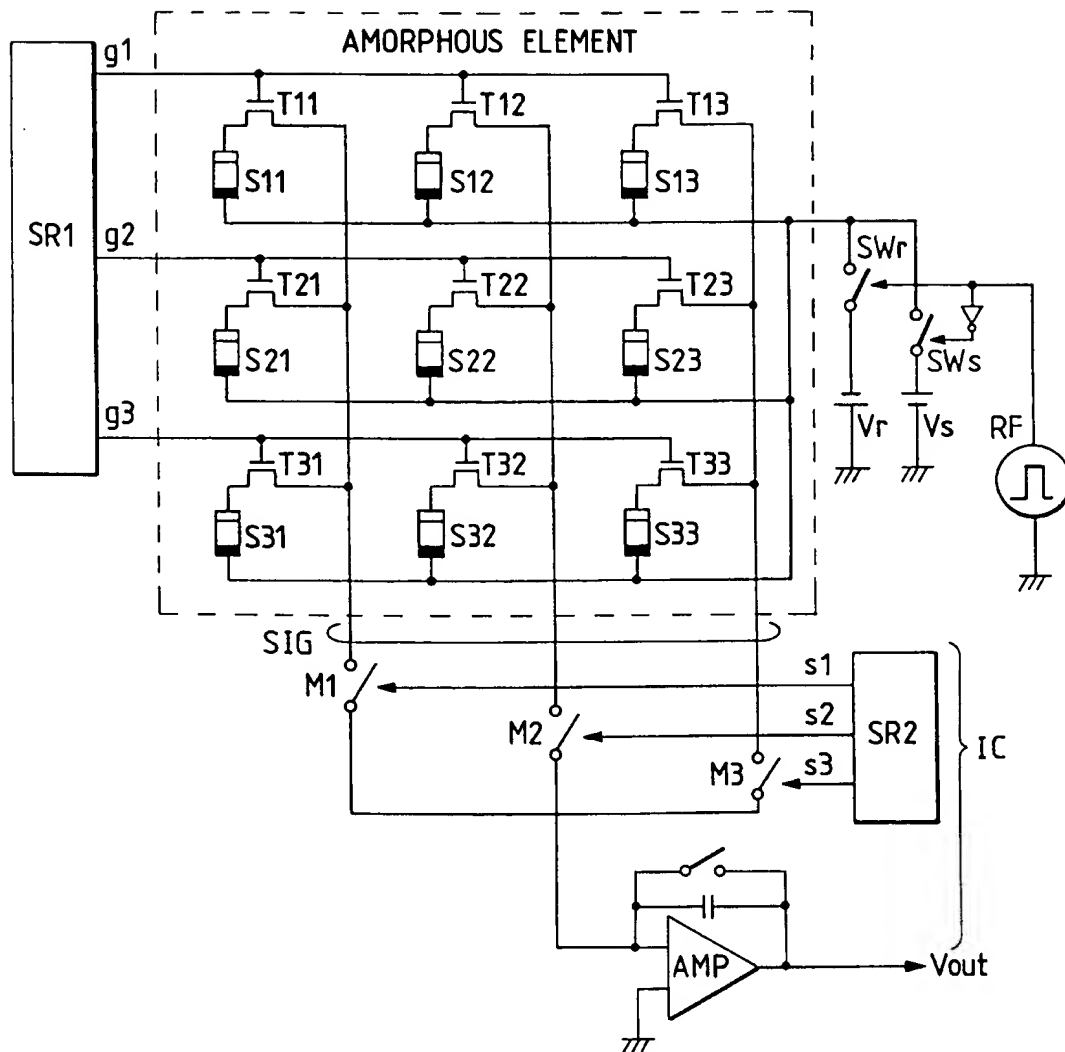 AMORPHOUS ELEMENT
g1
T11 T12 T13
S11 S12 S13
SR1
g2
SWr
T21 T22 T23
S21 S22 S23
SWs
g3
Vr Vs RF
T31 T32 T33
S31 S32 S33
SIG
M1 s1
M2 s2 SR2 IC
M3 s3
AMP Vout